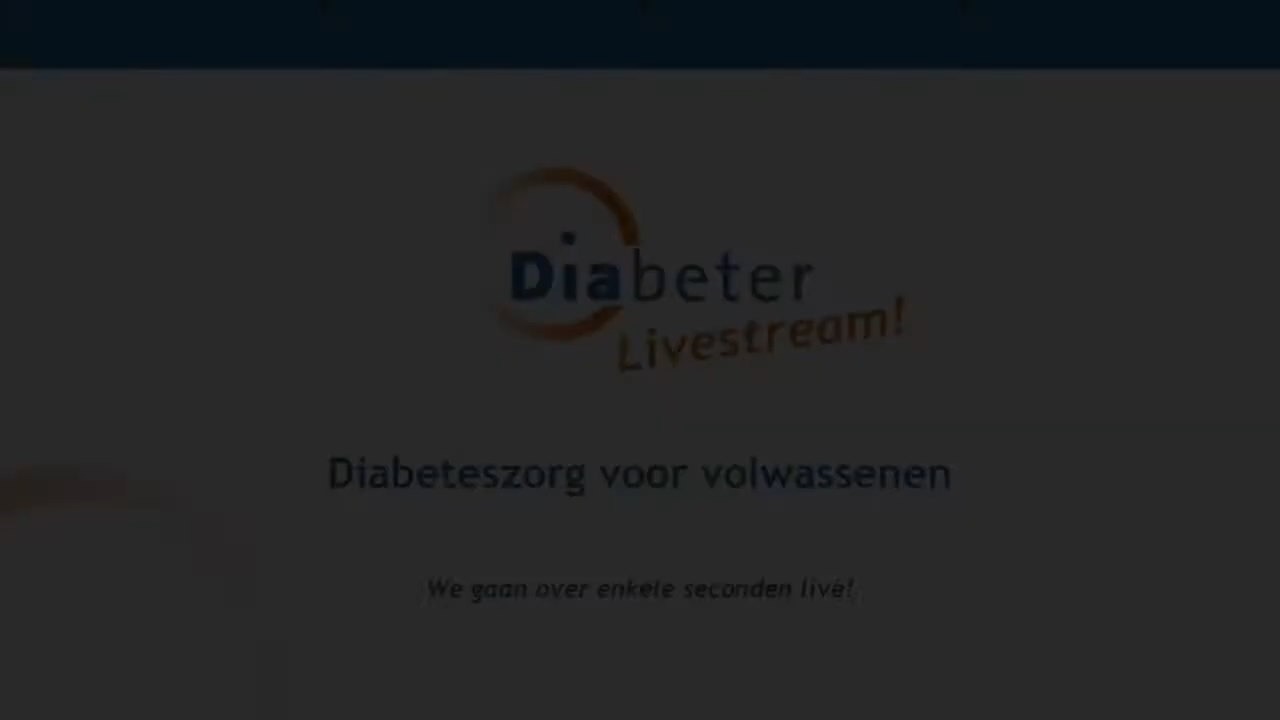 Diabeter
Livestream!
Diabeteszorg voor volwassenen
We gaan over enkele seconden live!